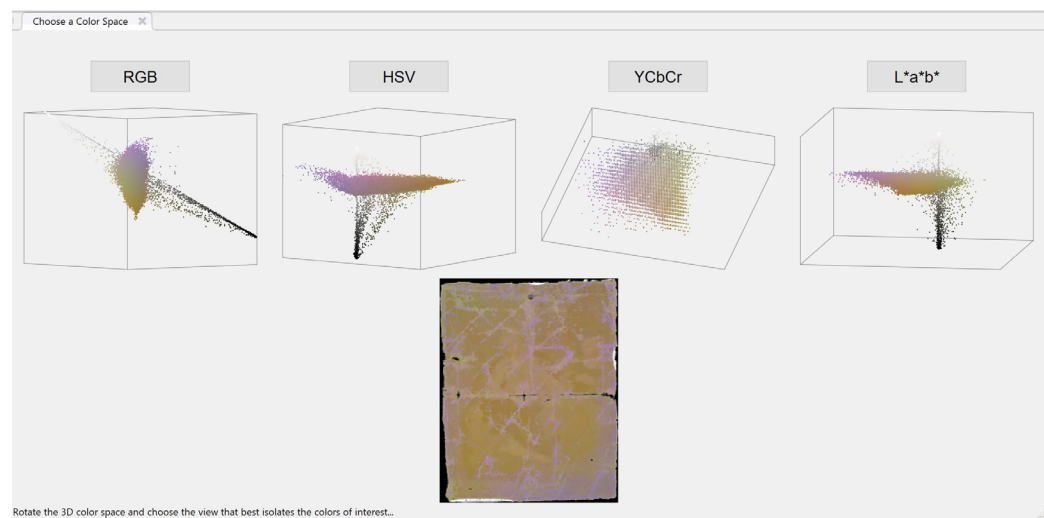 Choose a Color Space
RGB
HSV
YCbCr
L*a*b*
Rotate the 3D color space and choose the view that best isolates the colors of interest...